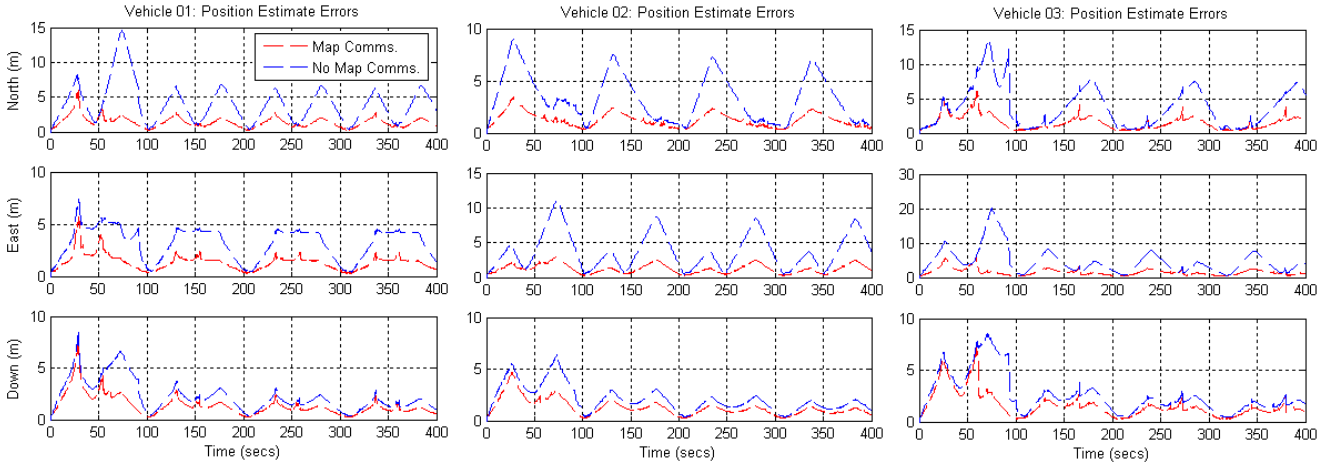 Vehicle 01: Position Estimate Errors
Vehicle 02: Position Estimate Errors
Vehicle 03: Position Estimate Errors
North (m)
15
10
5
0
Map Comms.
No Map Comms.
0 50 100 150 200 250 300 350 400
10
5
0
0 50 100 150 200 250 300 350 400
15
10
5
0
0 50 100 150 200 250 300 350 400
East (m)
10
5
0
0 50 100 150 200 250 300 350 400
15
10
5
0
0 50 100 150 200 250 300 350 400
30
20
10
0
0 50 100 150 200 250 300 350 400
Down (m)
10
5
0
0 50 100 150 200 250 300 350 400
Time (secs)
10
5
0
0 50 100 150 200 250 300 350 400
Time (secs)
10
5
0
0 50 100 150 200 250 300 350 400
Time (secs)